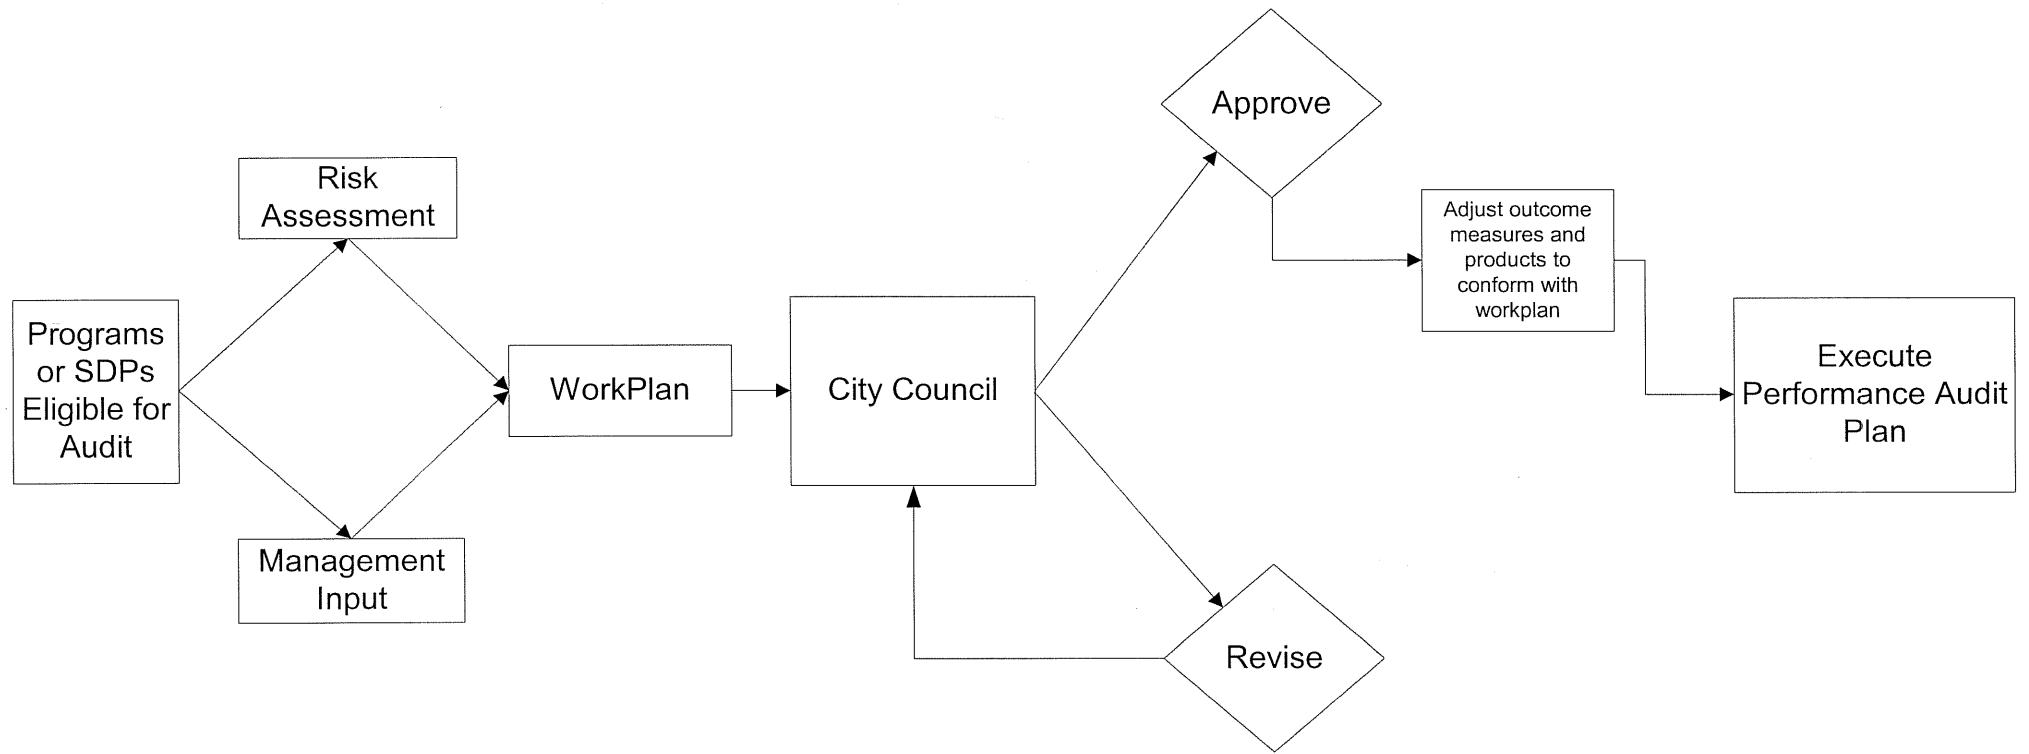 Programs
or SDPs
Eligible for
Audit
Risk
Assessment
Management
Input
WorkPlan
City Council
Approve
Revise
Adjust outcome
measures and
products to
conform with
workplan
Execute
Performance Audit
Plan